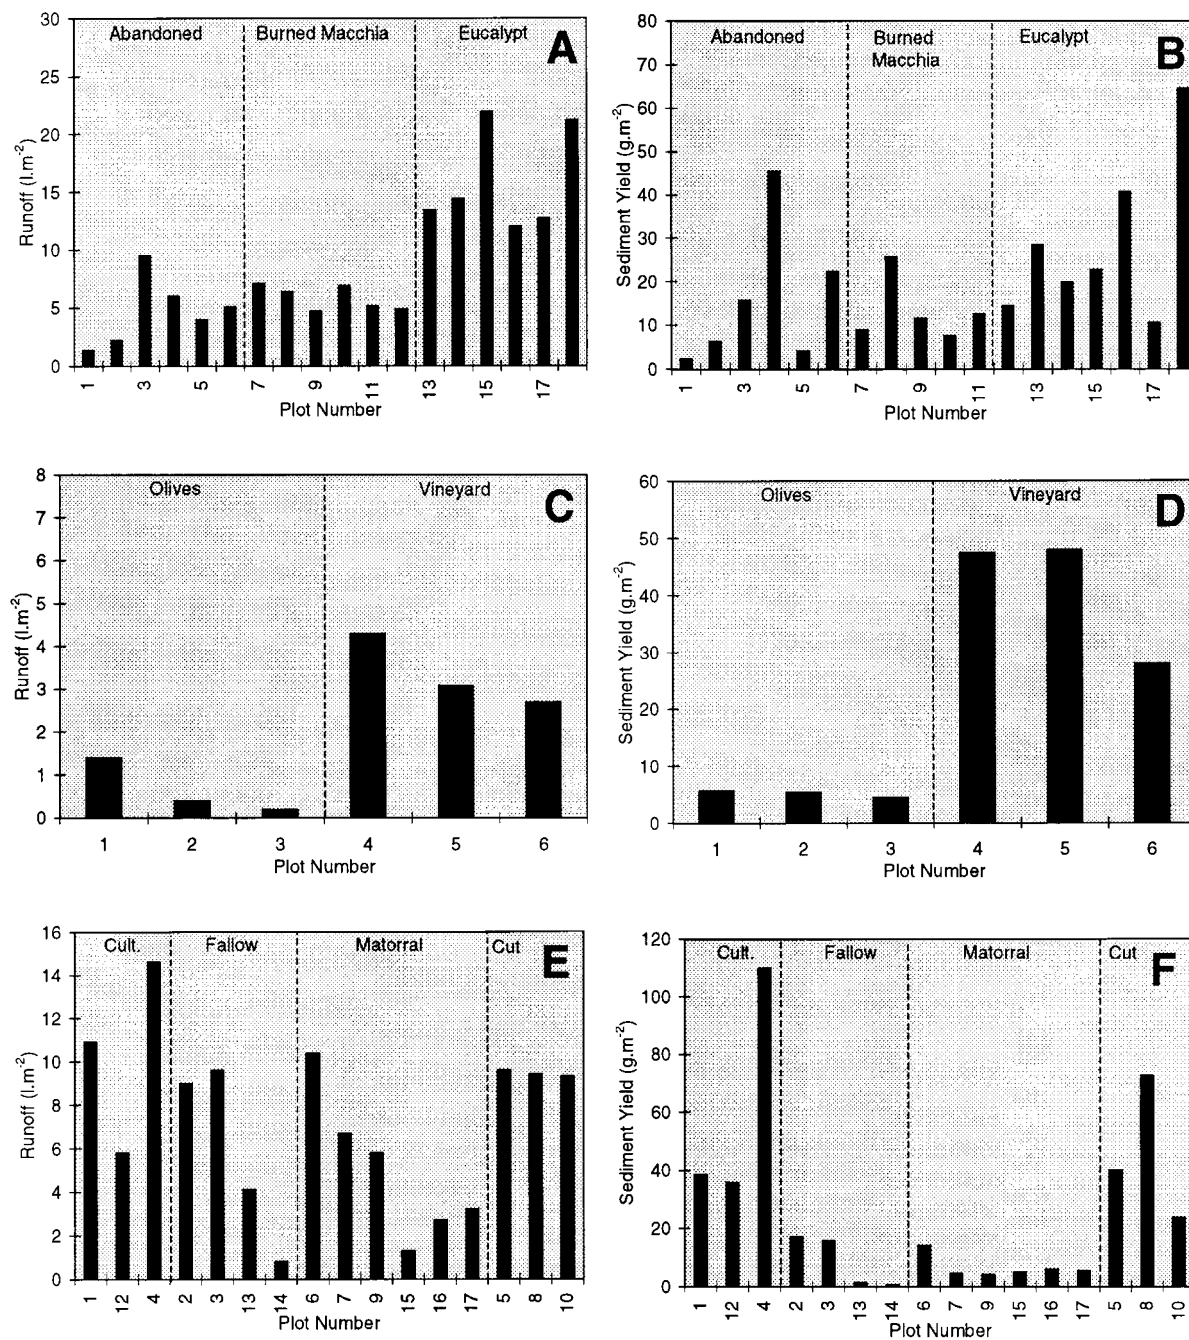 Abandoned Burned Macchia Eucalypt
A
Runoff (l.m-2)
30
25
20
15
10
5
0
1 3 5 7 9 11 13 15 17
Plot Number
Abandoned Burned Macchia Eucalypt
B
Sediment Yield (g.m-2)
80
70
60
50
40
30
20
10
0
1 3 5 7 9 11 13 15 17
Plot Number
Olives Vineyard
C
Runoff (l.m-2)
8
7
6
5
4
3
2
1
0
1 2 3 4 5 6
Plot Number
Olives Vineyard
D
Sediment Yield (g.m-2)
60
50
40
30
20
10
0
1 2 3 4 5 6
Plot Number
Cult. Fallow Matorral Cut
E
Runoff (l.m-2)
16
14
12
10
8
6
4
2
0
1 12 4 2 3 13 14 6 7 9 15 16 17 5 8 10
Plot Number
Cult. Fallow Matorral Cut
F
Sediment Yield (g.m-2)
120
100
80
60
40
20
0
1 12 4 2 3 13 14 6 7 9 15 16 17 5 8 10
Plot Number